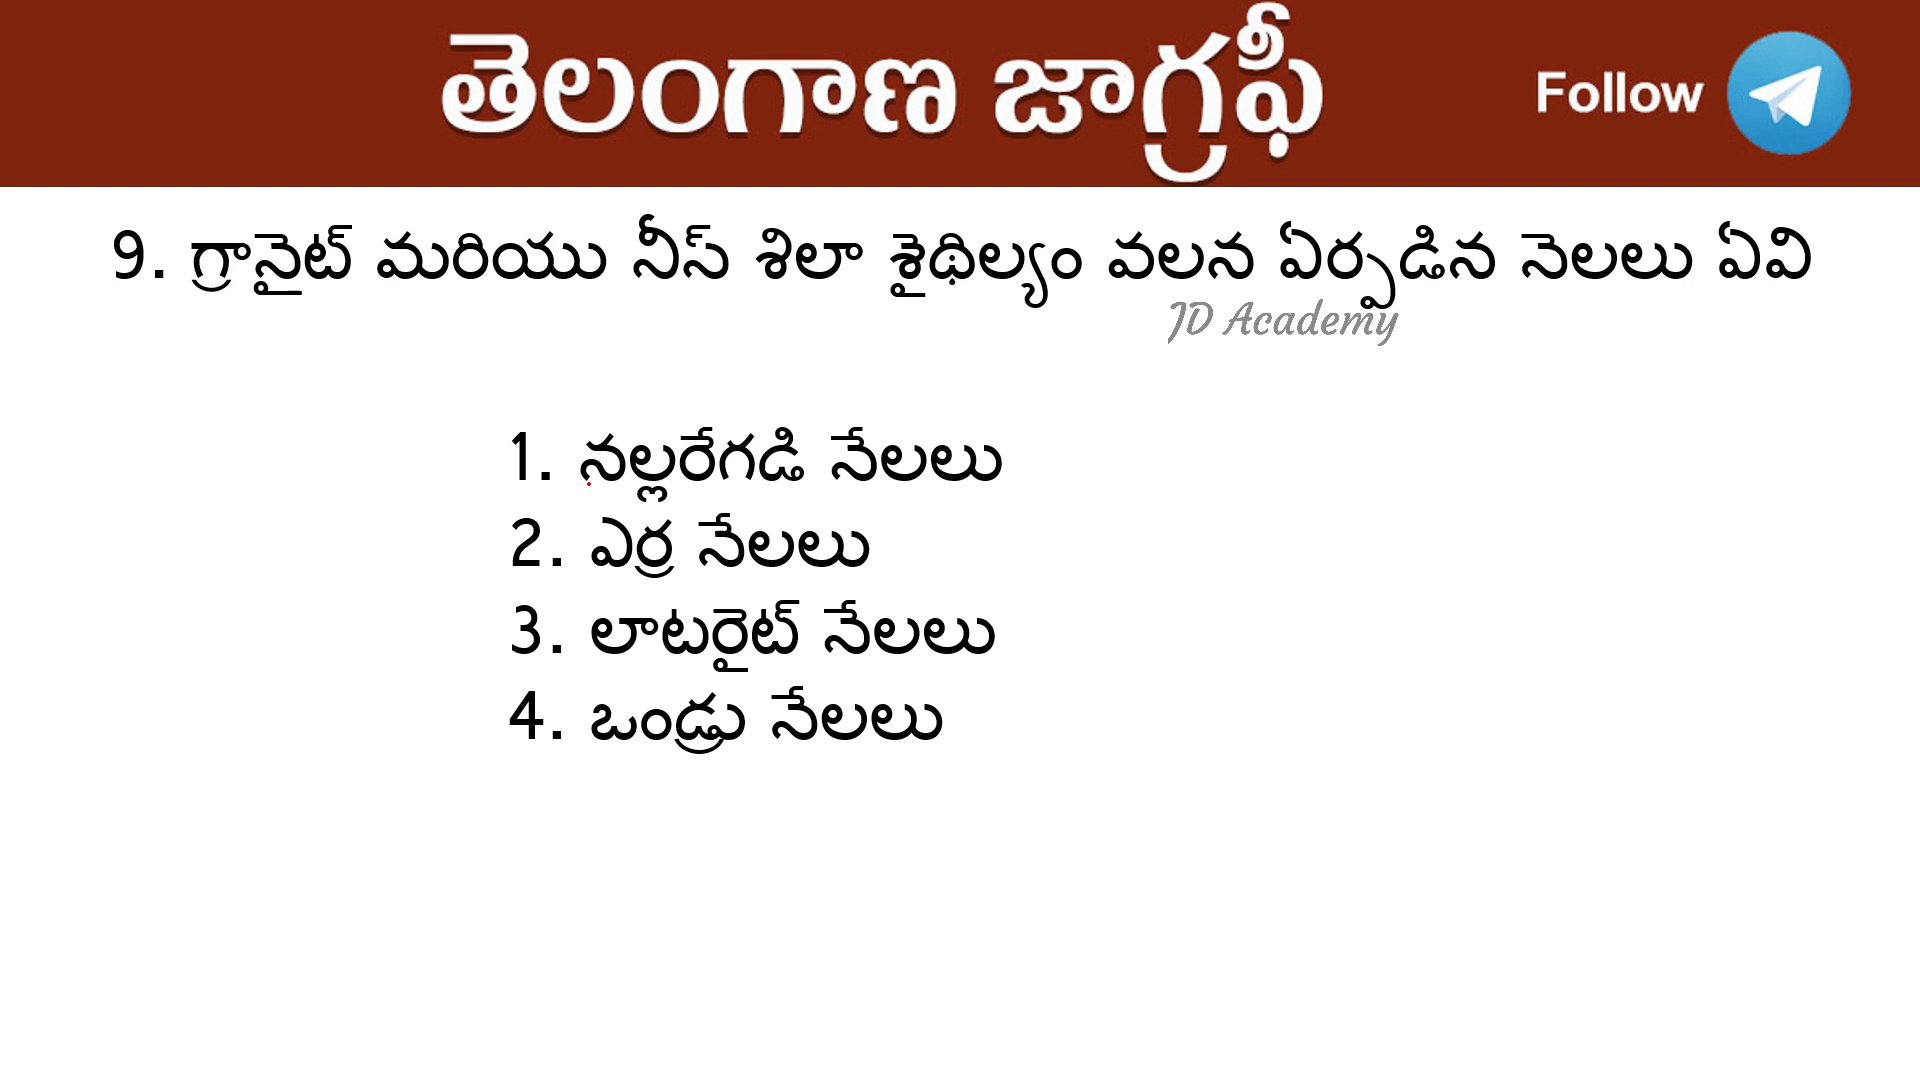 తెలంగాణ జాగ్రఫీ
Follow
9. గ్రానైట్ మరియు నీస్ శిలా శైథిల్యం వలన ఏర్పడిన నెలలు ఏవి
JD Academy
1. నల్లరేగడి నేలలు
2. ఎర్ర నేలలు
3. లాటరైట్ నేలలు
4. ఒండ్రు నేలలు